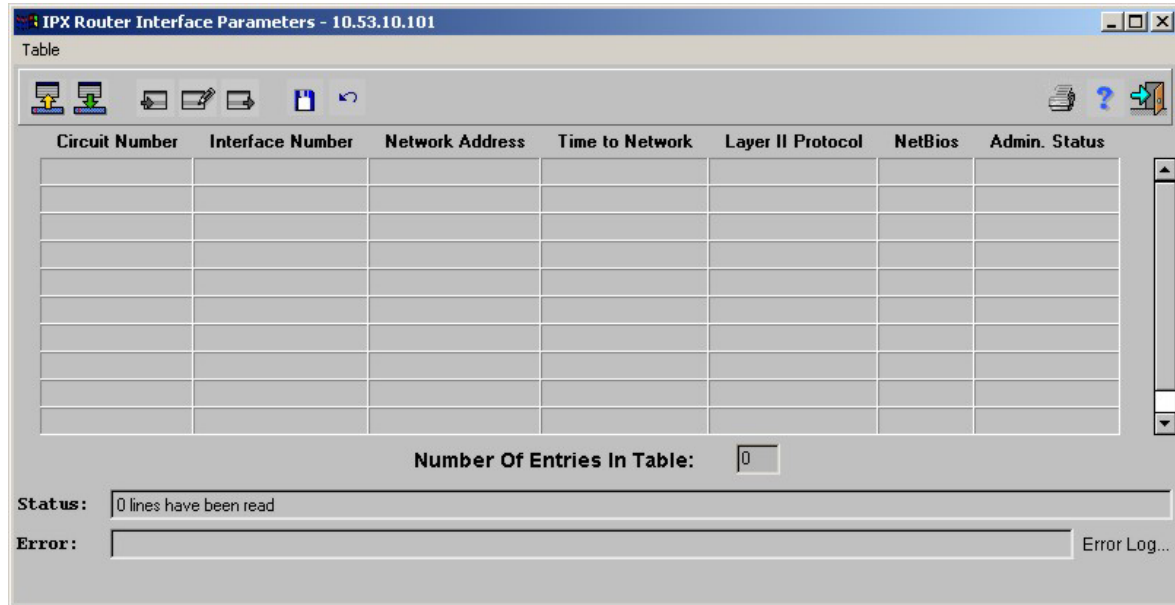 IPX Router Interface Parameters - 10.53.10.101
Table
Circuit Number Interface Number Network Address Time to Network Layer II Protocol NetBios Admin. Status
Number Of Entries In Table: 0
Status: 0 lines have been read
Error: Error Log...